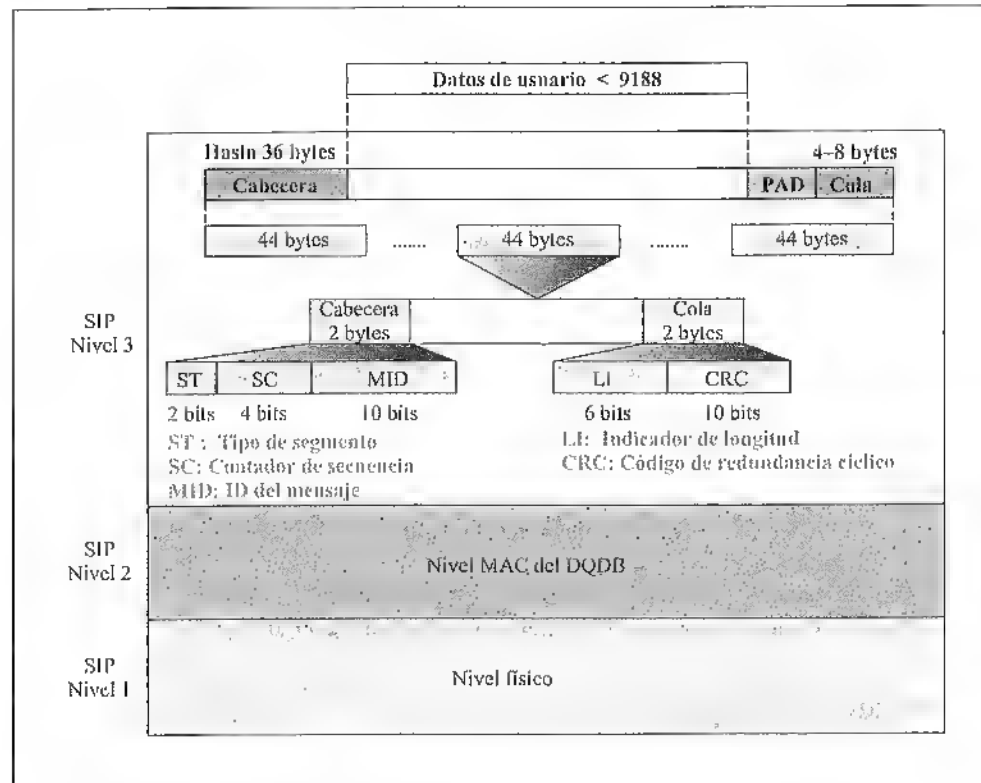 Datos de usuario < 9188
Hasta 36 bytes
4–8 bytes
Cabecera
PAD
Cola
44 bytes
........
44 bytes
........
44 bytes
SIP
Nivel 3
Cabecera
2 bytes
Cola
2 bytes
ST
SC
MID
LI
CRC
2 bits
4 bits
10 bits
6 bits
10 bits
ST : Tipo de segmento
SC: Contador de secuencia
MID: ID del mensaje
LI: Indicador de longitud
CRC: Código de redundancia cíclico
SIP
Nivel 2
Nivel MAC del DQDB
SIP
Nivel 1
Nivel físico